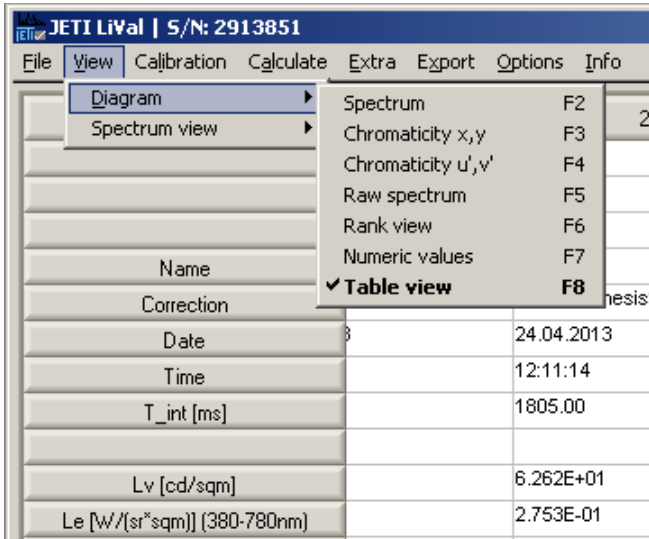 JETI LiVal | S/N: 2913851
File View Calibration Calculate Extra Export Options Info
Diagram
Spectrum view
Spectrum F2
Chromaticity x,y F3
Chromaticity u',v' F4
Raw spectrum F5
Rank view F6
Numeric values F7
Table view F8
2
Name
Correction
Date 24.04.2013
Time 12:11:14
T_int [ms] 1805.00
Lv [cd/sqm] 6.262E+01
Le [W/(sr*sqm)] (380-780nm) 2.753E-01